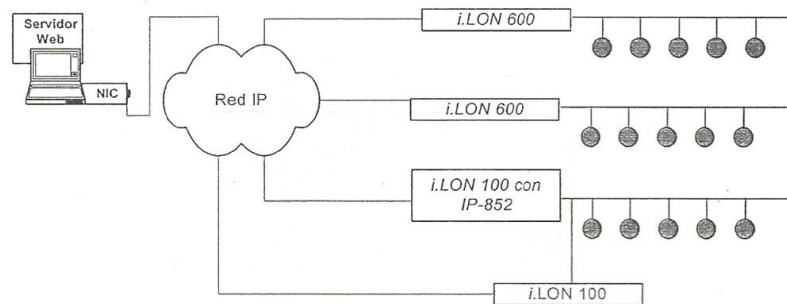 Servidor
Web
NIC
Red IP
i.LON 600
i.LON 600
i.LON 100 con
IP-852
i.LON 100